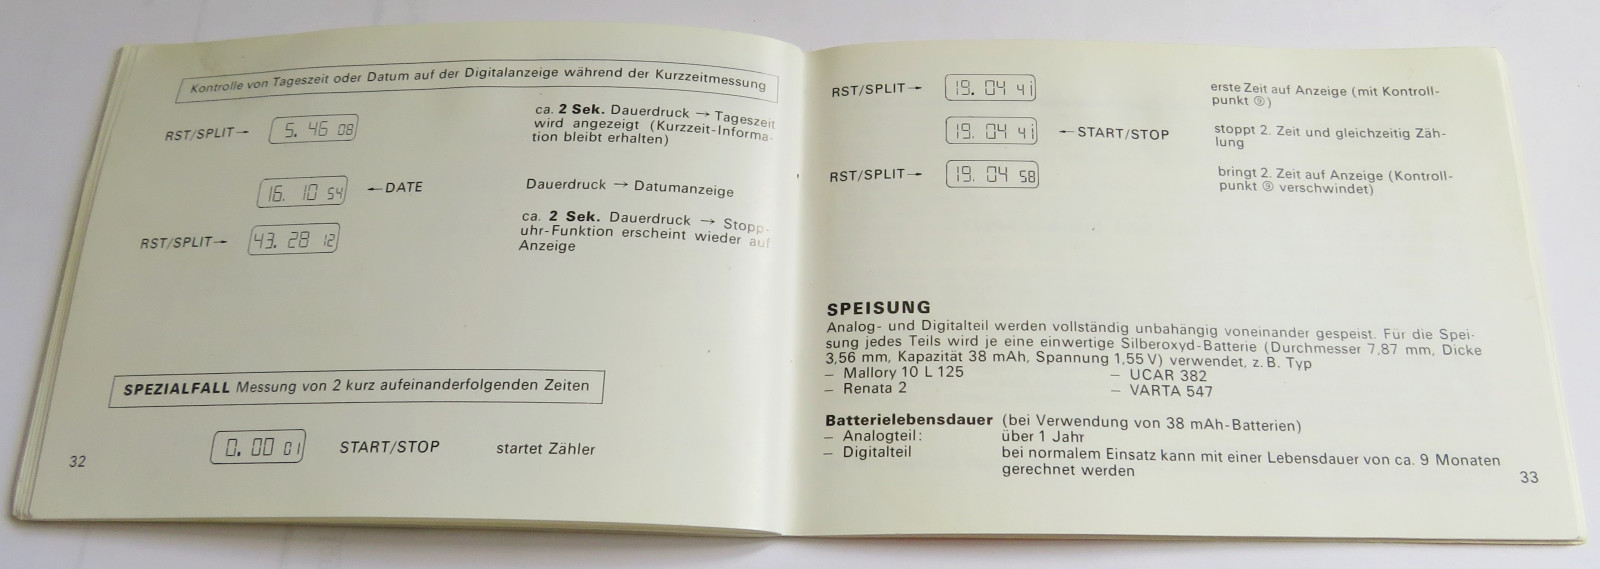 Kontrolle von Tageszeit oder Datum auf der Digitalanzeige während der Kurzzeitmessung
RST/SPLIT→ 5. 46 08 ca. 2 Sek. Dauerdruck → Tageszeit
wird angezeigt (Kurzzeit-Informa-
tion bleibt erhalten)
16. 10 54 ←DATE Dauerdruck → Datumanzeige
RST/SPLIT→ 43. 28 12 ca. 2 Sek. Dauerdruck → Stopp-
uhr-Funktion erscheint wieder auf
Anzeige
SPEZIALFALL Messung von 2 kurz aufeinanderfolgenden Zeiten
0. 00 01 START/STOP startet Zähler
32
RST/SPLIT→ 19. 04 41 erste Zeit auf Anzeige (mit Kontroll-
punkt ⑨)
19. 04 41 ←START/STOP stoppt 2. Zeit und gleichzeitig Zäh-
lung
RST/SPLIT→ 19. 04 58 bringt 2. Zeit auf Anzeige (Kontroll-
punkt ⑨ verschwindet)
SPEISUNG
Analog- und Digitalteil werden vollständig unbahängig voneinander gespeist. Für die Spei-
sung jedes Teils wird je eine einwertige Silberoxyd-Batterie (Durchmesser 7,87 mm, Dicke
3,56 mm, Kapazität 38 mAh, Spannung 1,55 V) verwendet, z. B. Typ
– Mallory 10 L 125 – UCAR 382
– Renata 2 – VARTA 547
Batterielebensdauer (bei Verwendung von 38 mAh-Batterien)
– Analogteil: über 1 Jahr
– Digitalteil bei normalem Einsatz kann mit einer Lebensdauer von ca. 9 Monaten
gerechnet werden
33